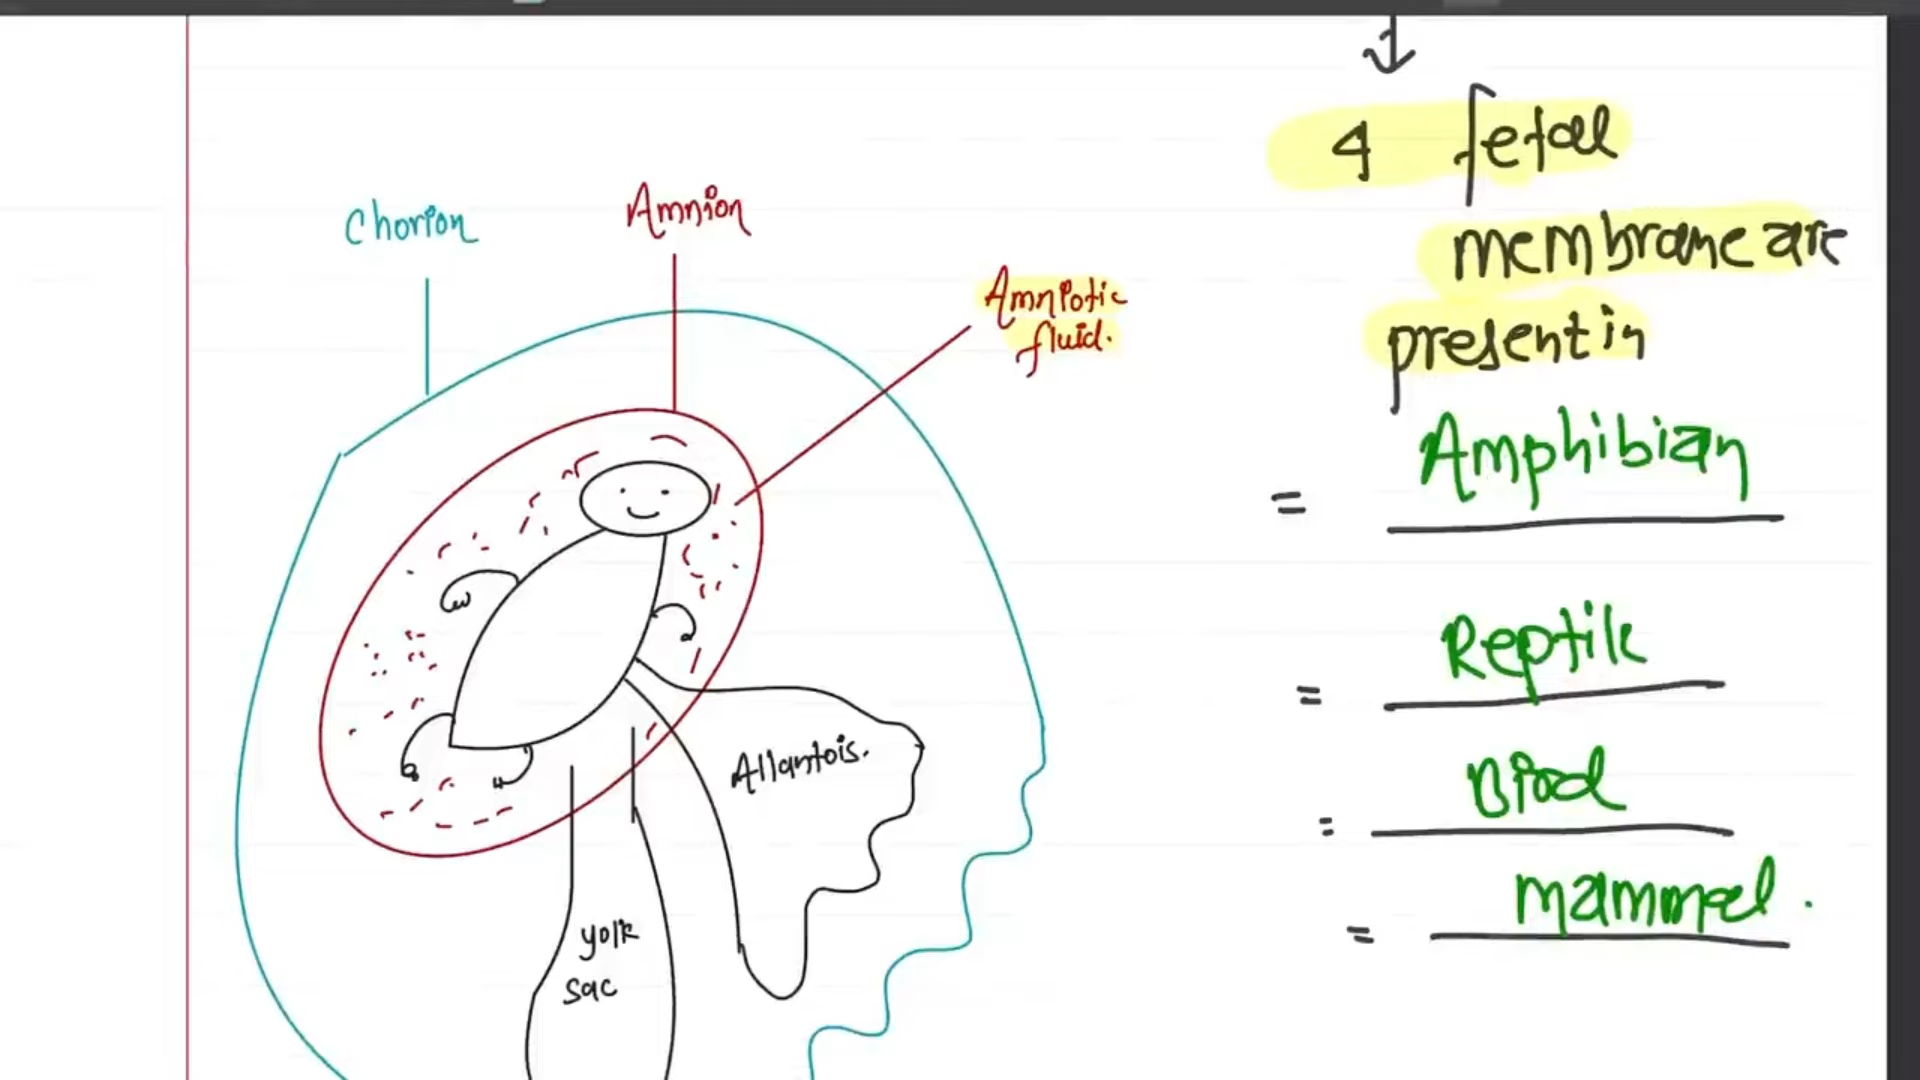 4 fetal
membrane are
present in
Chorion
Amnion
Amniotic
fluid.
= Amphibian
= Reptile
= Bird
= mammal.
Allantois.
yolk
sac